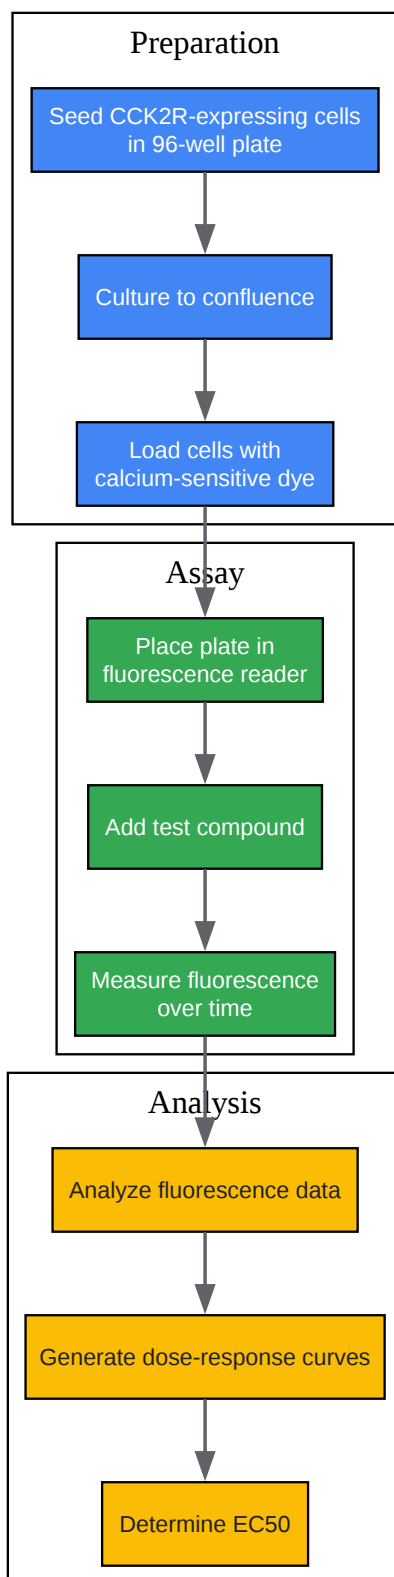 Preparation
Seed CCK2R-expressing cells
in 96-well plate
Culture to confluence
Load cells with
calcium-sensitive dye
Assay
Place plate in
fluorescence reader
Add test compound
Measure fluorescence
over time
Analysis
Analyze fluorescence data
Generate dose-response curves
Determine EC50